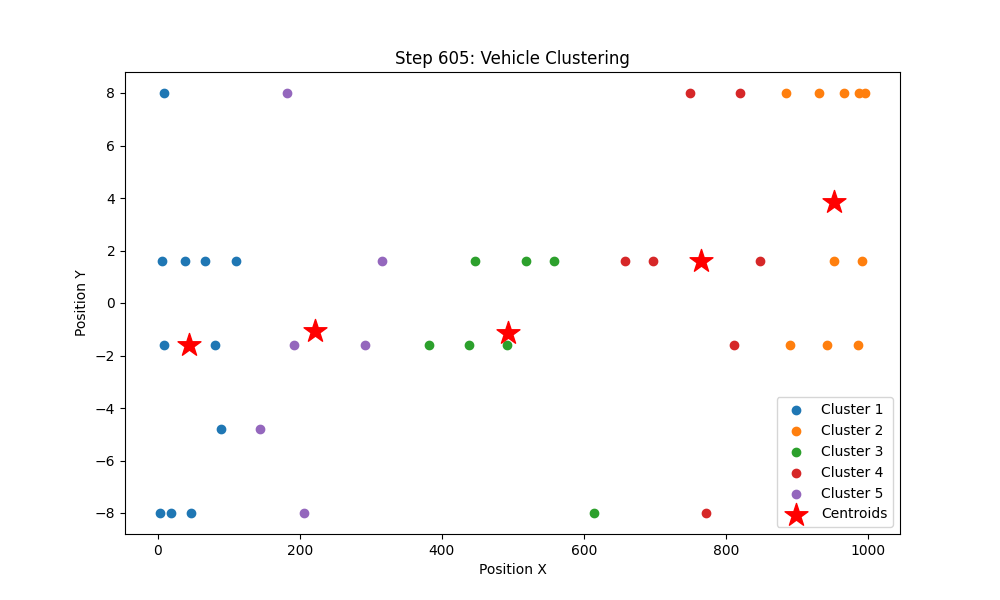 Step 605: Vehicle Clustering
Position Y
8
6
4
2
0
−2
−4
−6
−8
0 200 400 600 800 1000
Position X
Cluster 1
Cluster 2
Cluster 3
Cluster 4
Cluster 5
Centroids